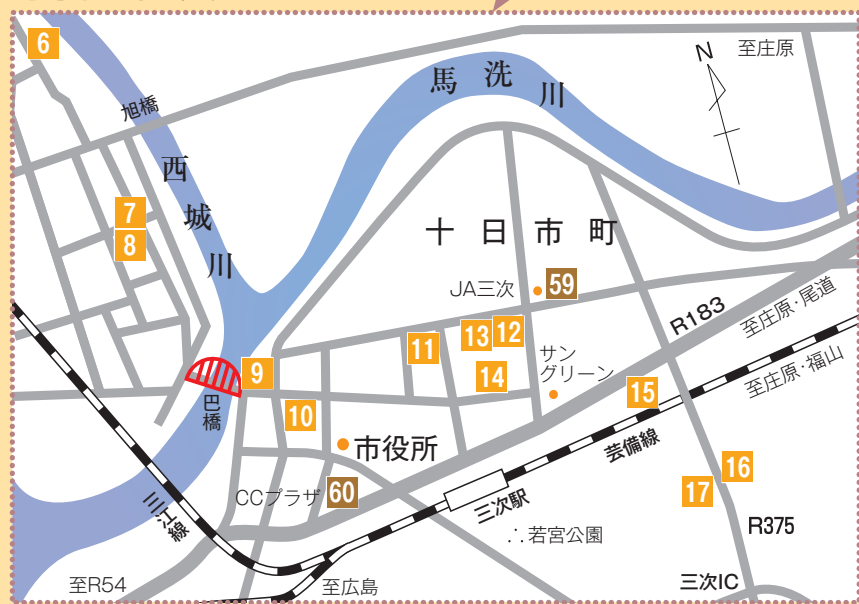 6
旭橋
馬洗川
N
至庄原
西城川
7
8
十日市町
JA三次
59
R183
至庄原・尾道
至庄原・福山
11
13
12
サン
グリーン
14
9
巴橋
10
市役所
15
芸備線
16
17
CCプラザ
60
三次駅
∴若宮公園
R375
三江線
至R54
至広島
三次IC